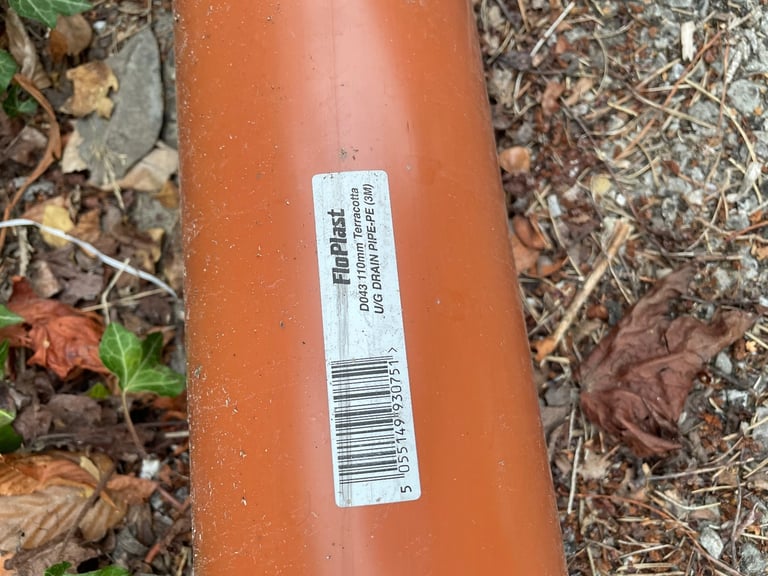 FloPlast
D043 110mm Terracotta
U/G DRAIN PIPE-PE (3M)
5 055149 930751 >